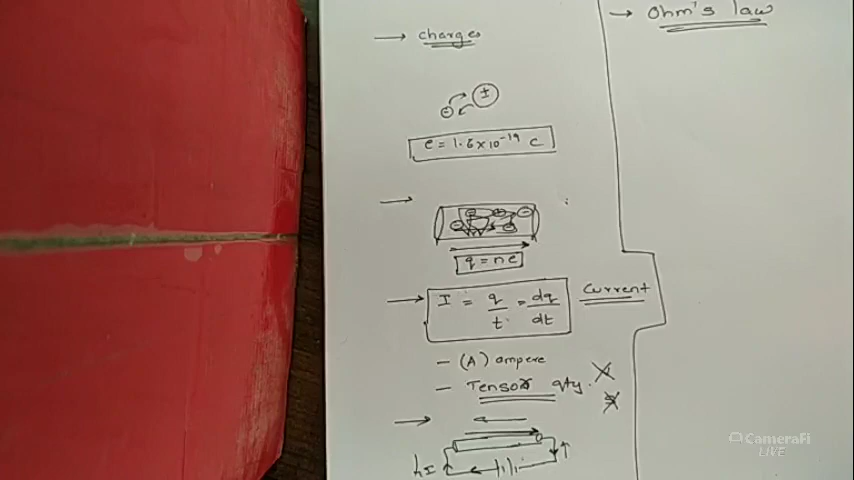 → charges
e = 1.6×10⁻¹⁹ C
q = ne
→ I = q/t = dq/dt Current
- (A) ampere
- Tensor qty.
→ Ohm's law
CameraFi
LIVE